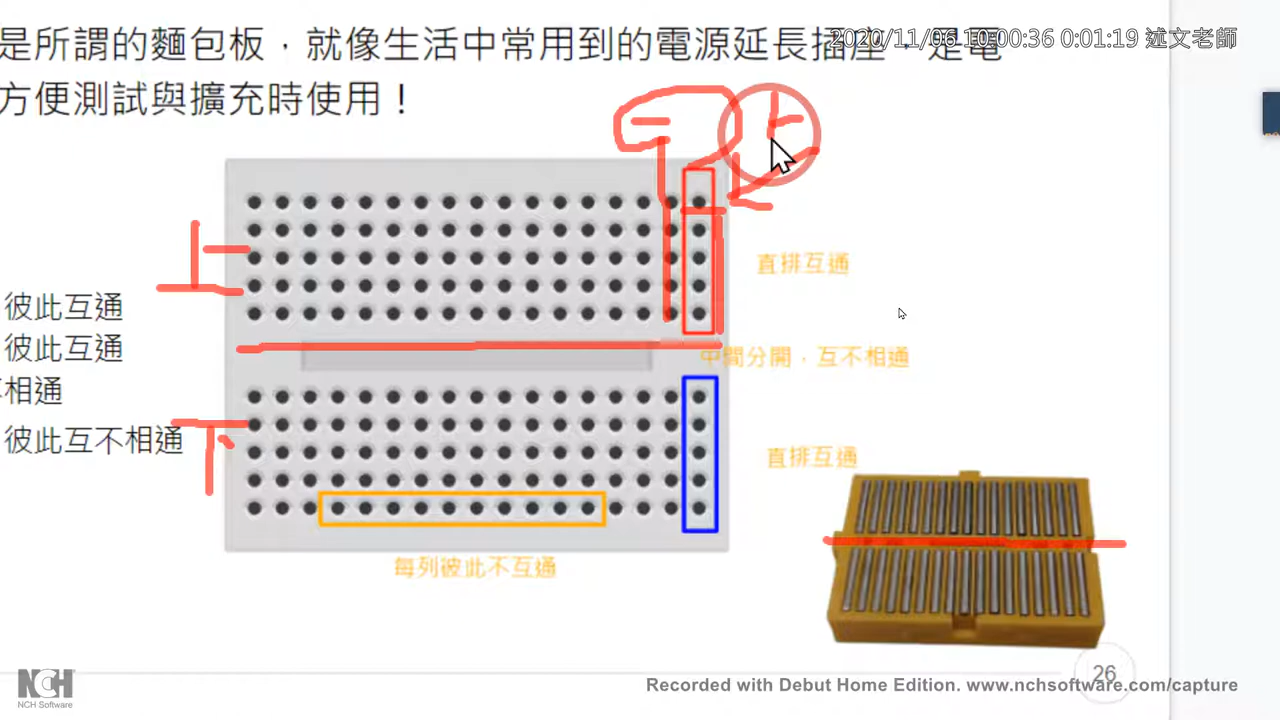 是所謂的麵包板，就像生活中常用到的電源延長插座，是電
2020/11/06 10:00:36 0:01:19 述文老師
方便測試與擴充時使用！
一 上
上
直排互通
彼此互通
彼此互通
中間分開，互不相通
相通
彼此互不相通
下
直排互通
每列彼此不互通
26
NCH
NCH Software
Recorded with Debut Home Edition. www.nchsoftware.com/capture